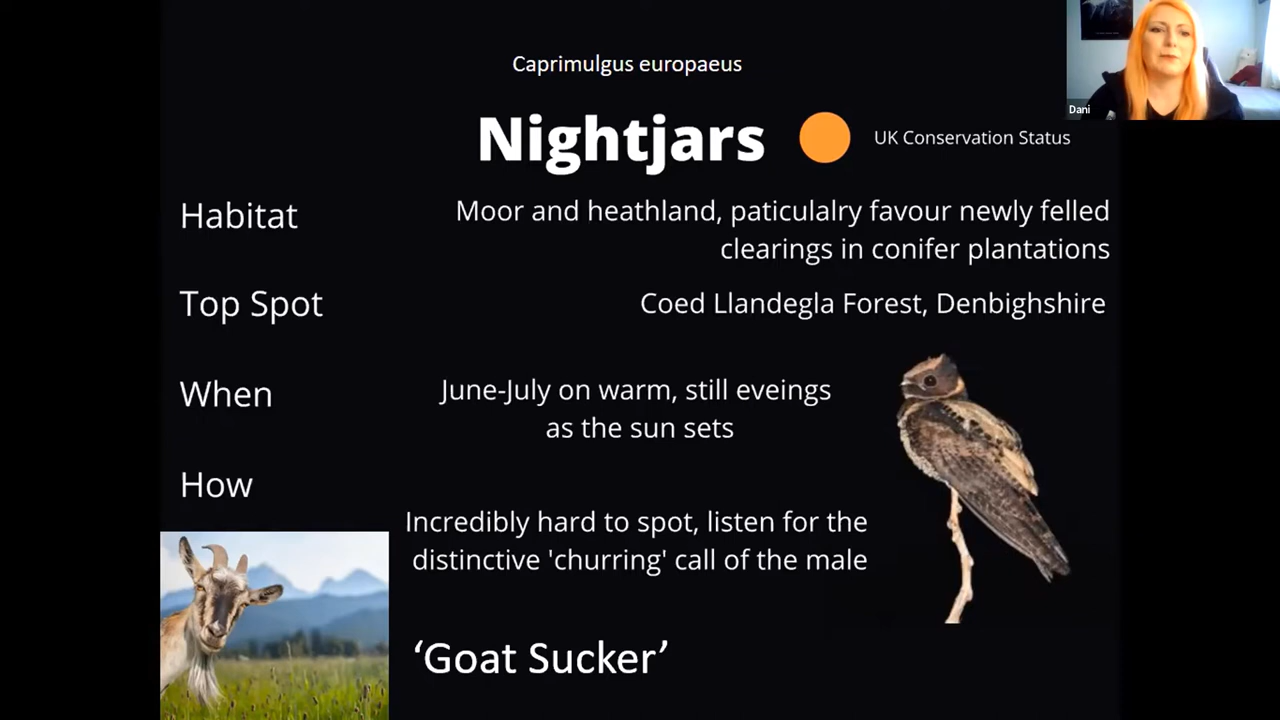 Caprimulgus europaeus
Nightjars
UK Conservation Status
Dani
Habitat
Moor and heathland, paticulalry favour newly felled
clearings in conifer plantations
Top Spot
Coed Llandegla Forest, Denbighshire
When
June-July on warm, still eveings
as the sun sets
How
Incredibly hard to spot, listen for the
distinctive 'churring' call of the male
‘Goat Sucker’